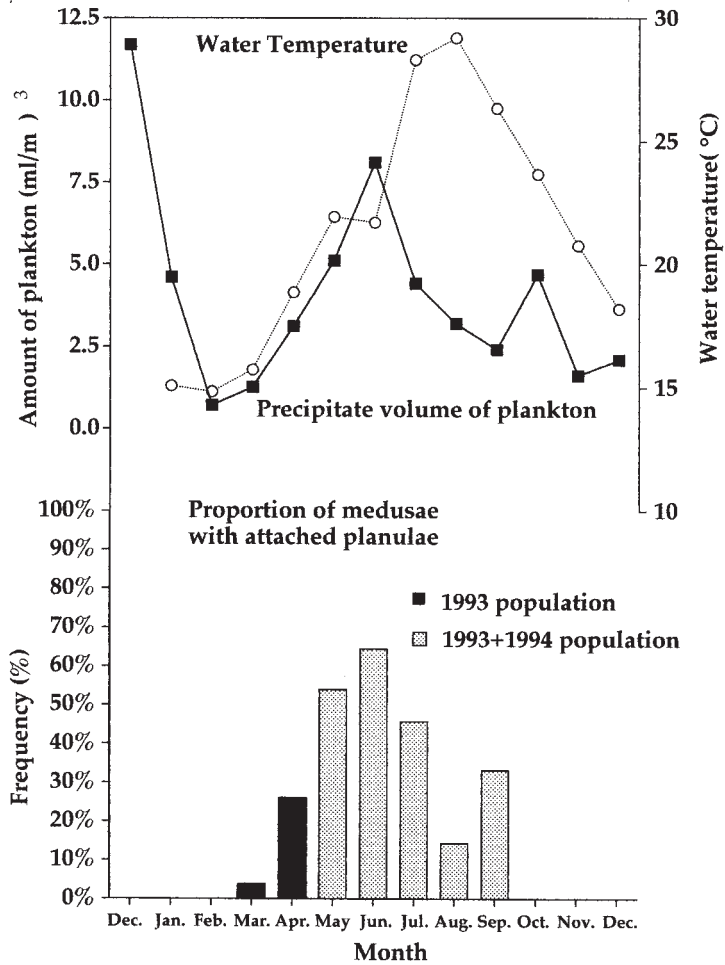 12.5
10.0
7.5
5.0
2.5
0.0
Amount of plankton (ml/m ) 3
Water Temperature
Precipitate volume of plankton
30
25
20
15
10
Water temperature( °C)
Proportion of medusae
with attached planulae
1993 population
1993+1994 population
100%
90%
80%
70%
60%
50%
40%
30%
20%
10%
0%
Frequency (%)
Dec. Jan. Feb. Mar. Apr. May Jun. Jul. Aug. Sep. Oct. Nov. Dec.
Month